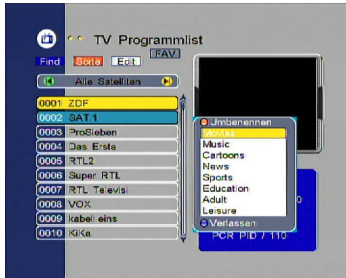 TV Programmlist
FAV
Find Sorte Edit
Alle Satelliten
0001 ZDF
0002 SAT.1
0003 ProSieben
0004 Das Erste
0005 RTL2
0006 Super RTL
0007 RTL Televisi
0008 VOX
0009 kabel eins
0010 KiKa
Umbenennen
Movies
Music
Cartoons
News
Sports
Education
Adult
Leisure
Verlassen
0
PCR PID / 110